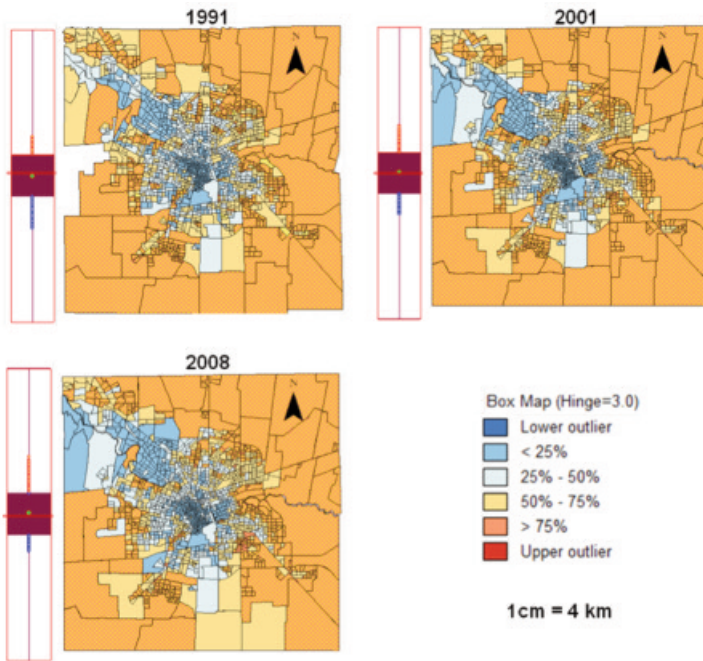 1991
2001
N
N
2008
N
Box Map (Hinge=3.0)
Lower outlier
< 25%
25% - 50%
50% - 75%
> 75%
Upper outlier
1cm = 4 km